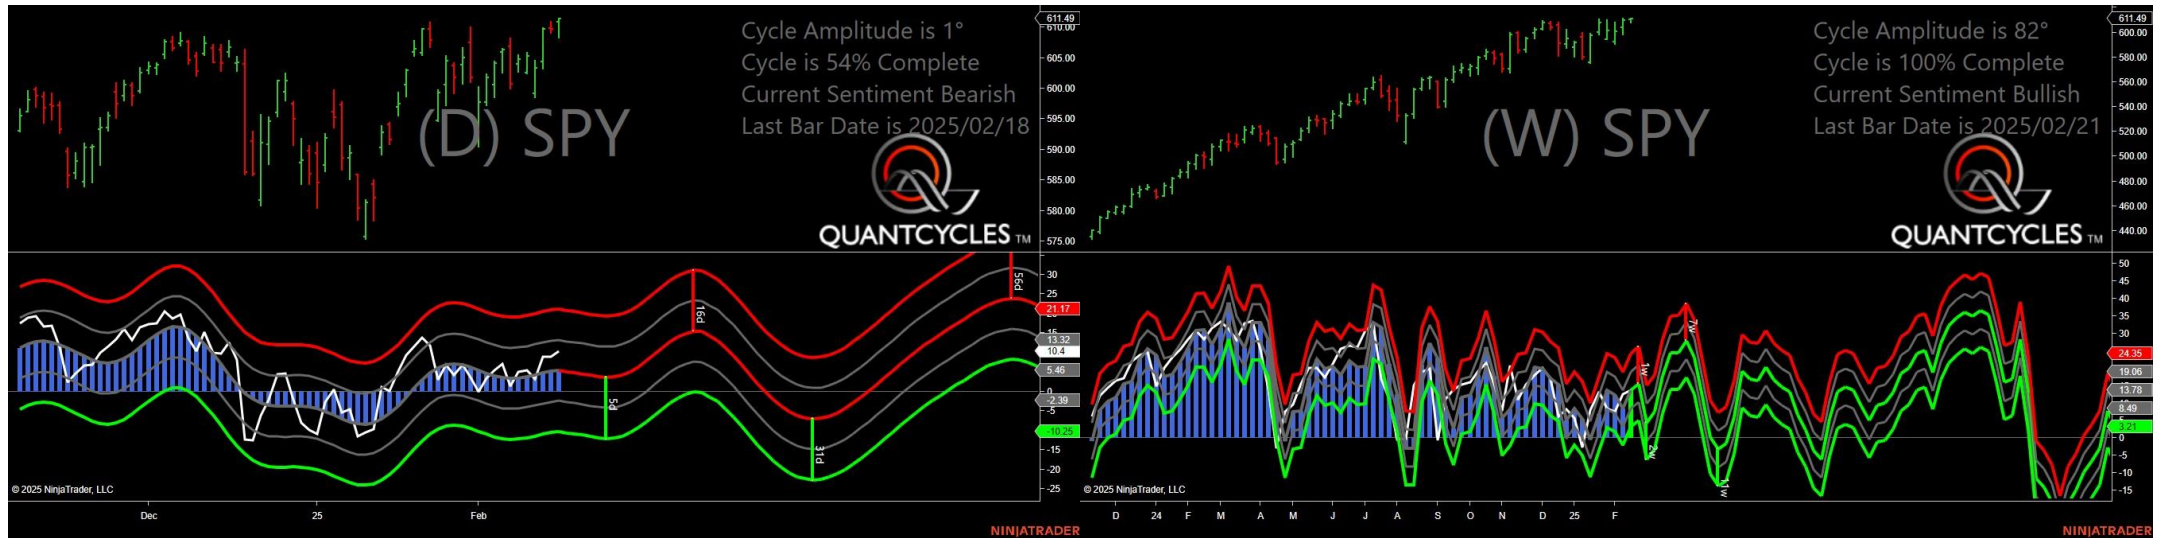 Cycle Amplitude is 1°
Cycle is 54% Complete
Current Sentiment Bearish
Last Bar Date is 2025/02/18
(D) SPY
QUANTCYCLES TM
611.49
610.00
605.00
600.00
595.00
590.00
585.00
580.00
575.00
30
25
21.17
15
13.32
10.4
5.46
0
-2.39
-5
-10.25
-15
-20
-25
5d
16d
31d
56d
© 2025 NinjaTrader, LLC
Dec
25
Feb
NINJATRADER
Cycle Amplitude is 82°
Cycle is 100% Complete
Current Sentiment Bullish
Last Bar Date is 2025/02/21
(W) SPY
QUANTCYCLES TM
611.49
600.00
580.00
560.00
540.00
520.00
500.00
480.00
460.00
440.00
50
45
40
35
30
24.35
19.06
13.78
8.49
3.21
0
-5
-10
-15
1w
2w
7w
11w
© 2025 NinjaTrader, LLC
D 24 F M A M J J A S O N D 25 F
NINJATRADER